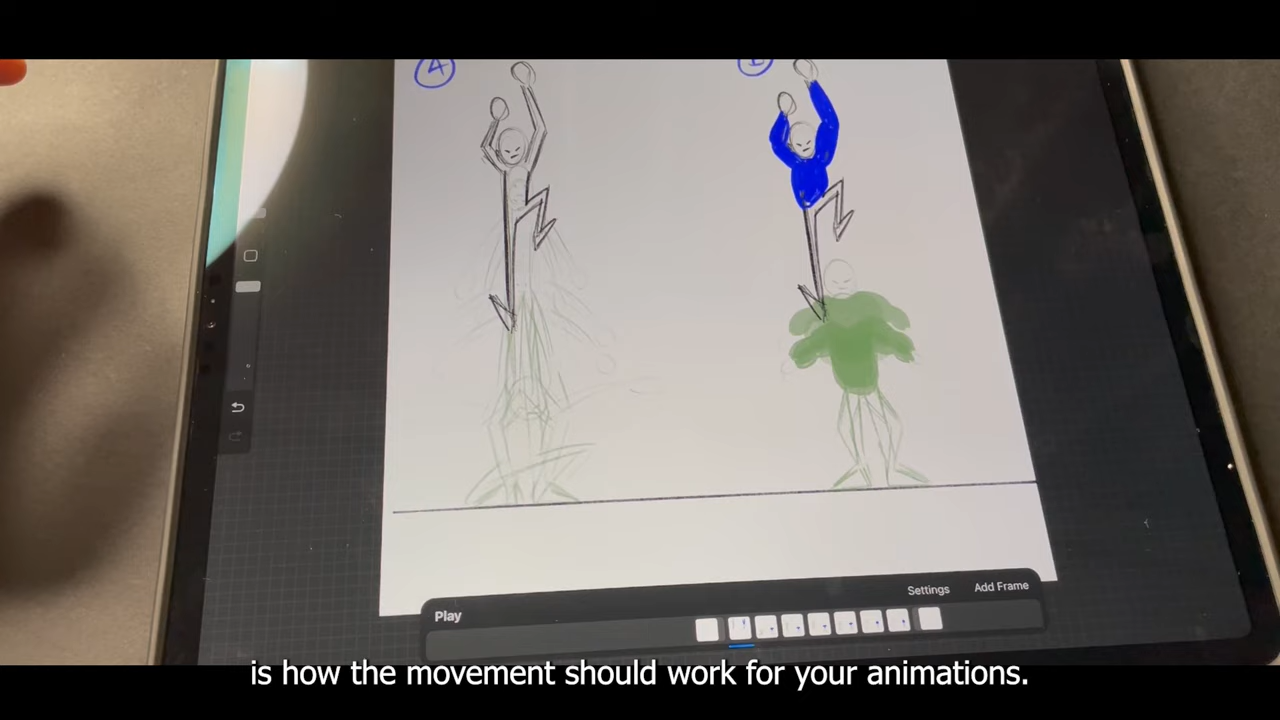 A
Settings
Add Frame
Play
is how the movement should work for your animations.